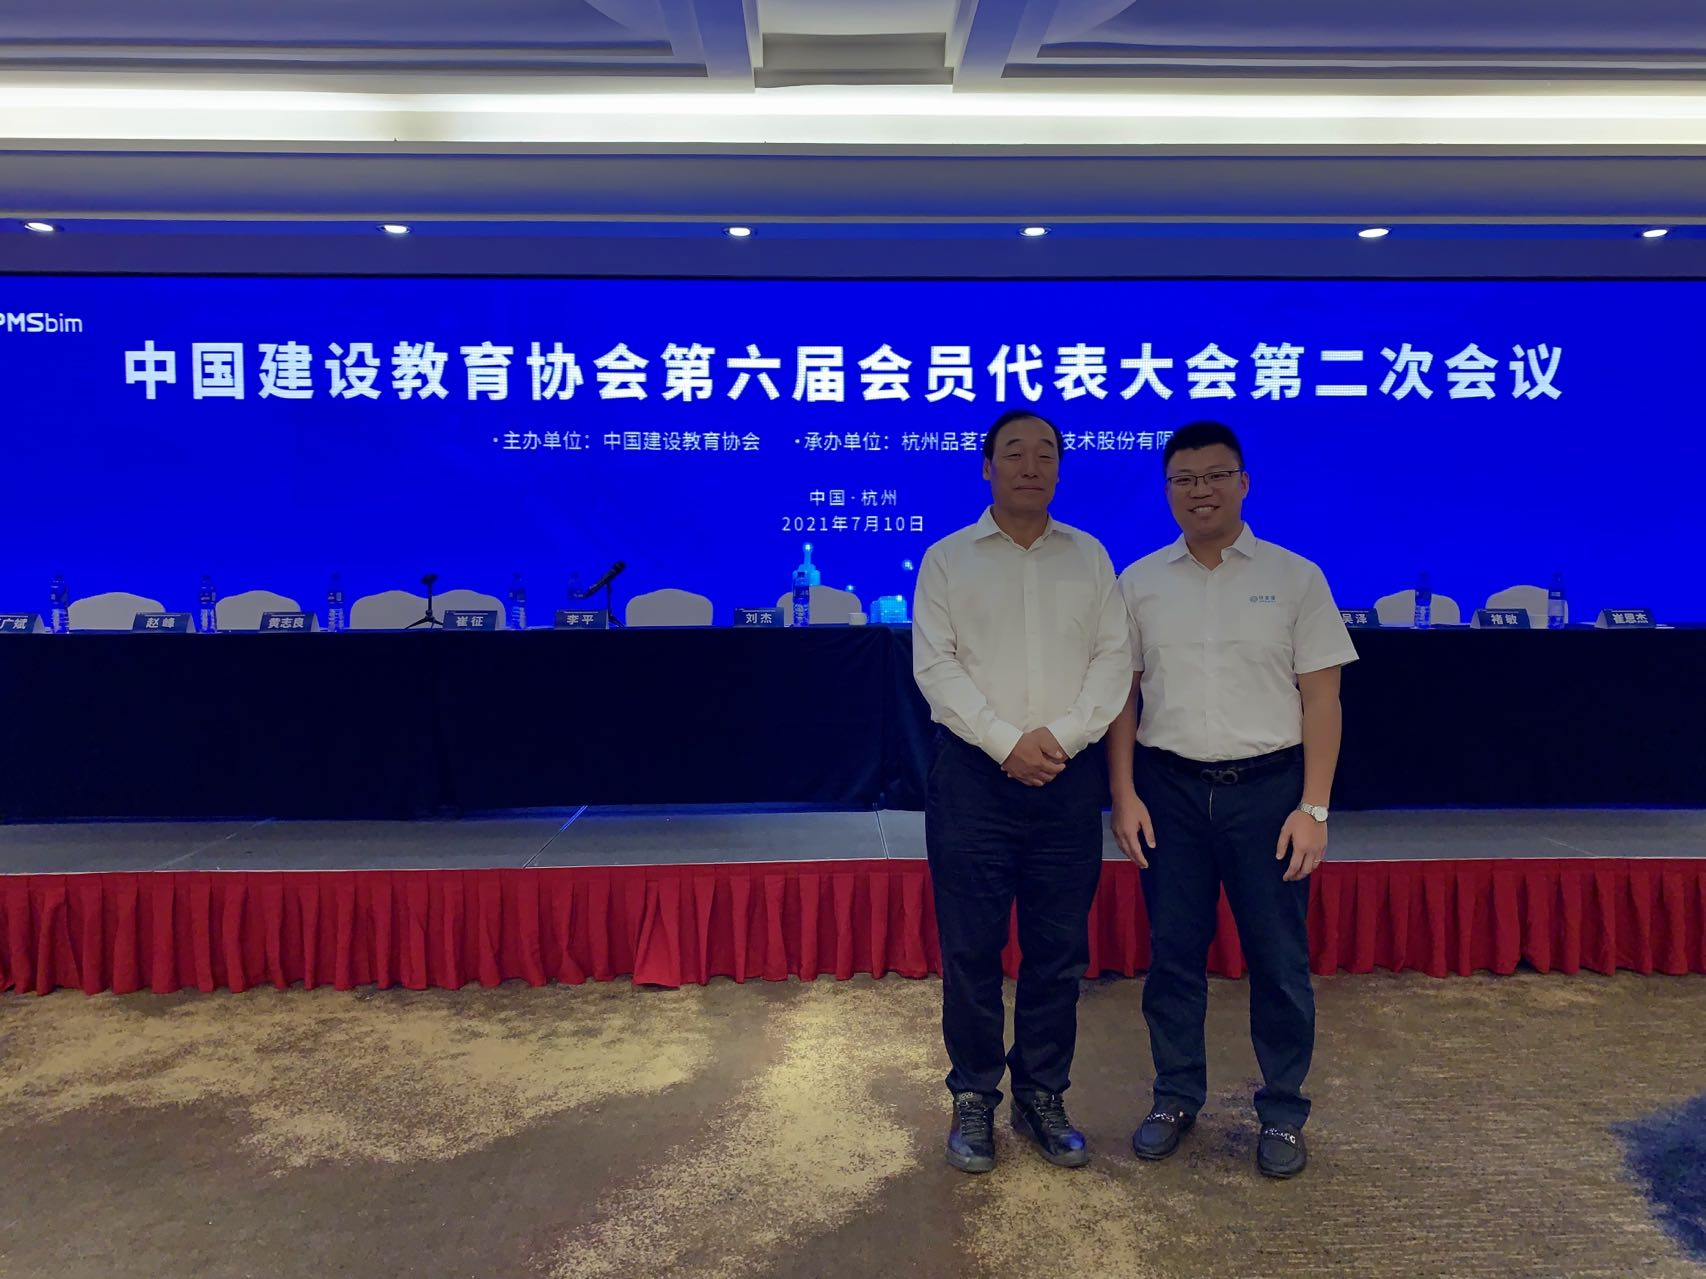 PMSbim
中国建设教育协会第六届会员代表大会第二次会议
·主办单位：中国建设教育协会 ·承办单位：杭州品茗 技术股份有限
中国·杭州
2021年7月10日
广斌 赵峰 黄志良 崔征 李平 刘杰 吴泽 褚敏 崔恩杰